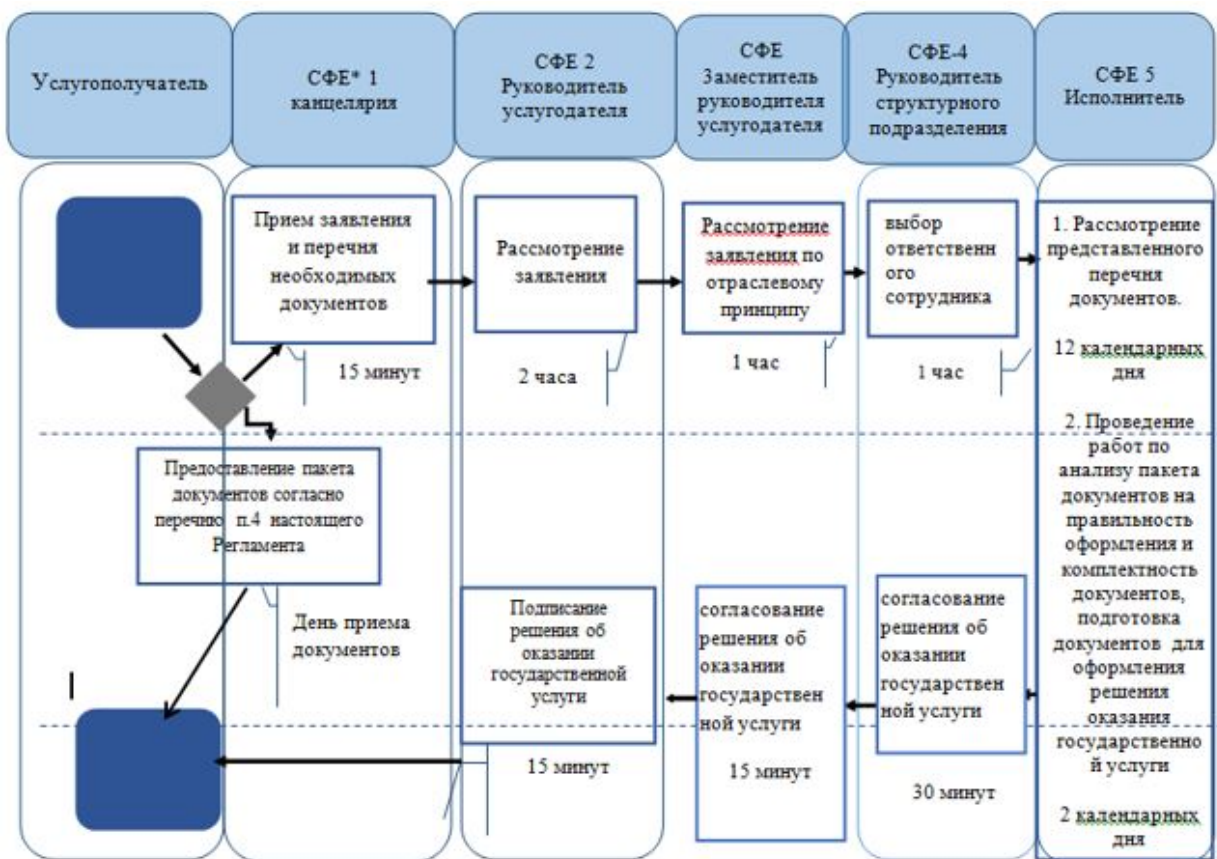 Услугополучатель
СФЕ* 1
канцелярия
СФЕ 2
Руководитель
услугодателя
СФЕ
Заместитель
руководителя
услугодателя
СФЕ-4
Руководитель
структурного
подразделения
СФЕ 5
Исполнитель
Прием заявления
и перечня
необходимых
документов
15 минут
Рассмотрение
заявления
2 часа
Рассмотрение
заявления по
отраслевому
принципу
1 час
выбор
ответственн
ого
сотрудника
1 час
1. Рассмотрение
представленного
перечня
документов.
12 календарных
дня
2. Проведение
работ по
анализу пакета
документов на
правильность
оформления и
комплектность
документов,
подготовка
документов для
оформления
решения
оказания
государственно
й услуги
2 календарных
дня
Предоставление пакета
документов согласно
перечню п.4 настоящего
Регламента
День приема
документов
Подписание
решения об
оказании
государственной
услуги
15 минут
согласование
решения об
оказании
государствен
ной услуги
15 минут
согласование
решения об
оказании
государствен
ной услуги
30 минут